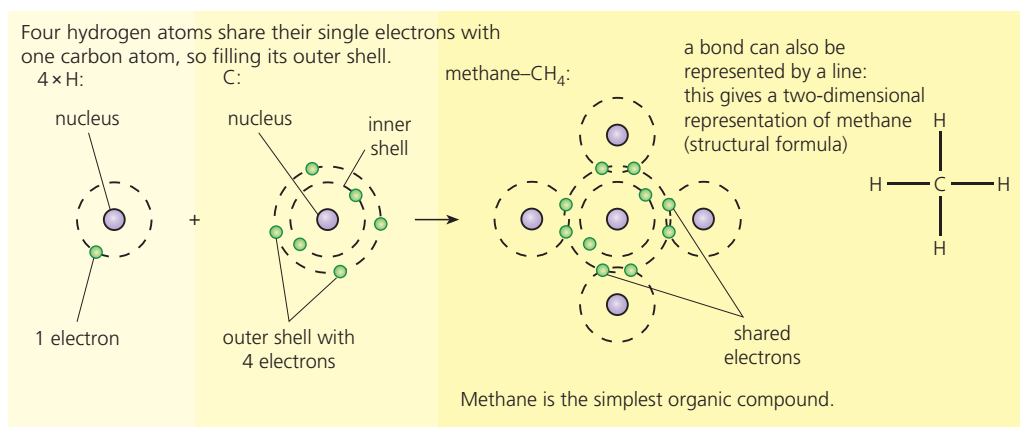 Four hydrogen atoms share their single electrons with
one carbon atom, so filling its outer shell.
4 × H:
nucleus
1 electron
+
C:
nucleus
inner
shell
outer shell with
4 electrons
methane–CH₄:
shared
electrons
a bond can also be
represented by a line:
this gives a two-dimensional
representation of methane
(structural formula)
H
H C H
H
Methane is the simplest organic compound.